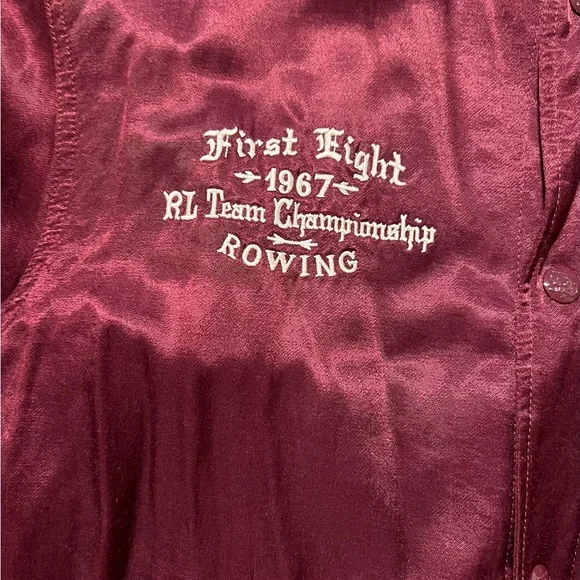 First Eight
1967
RL Team Championship
ROWING